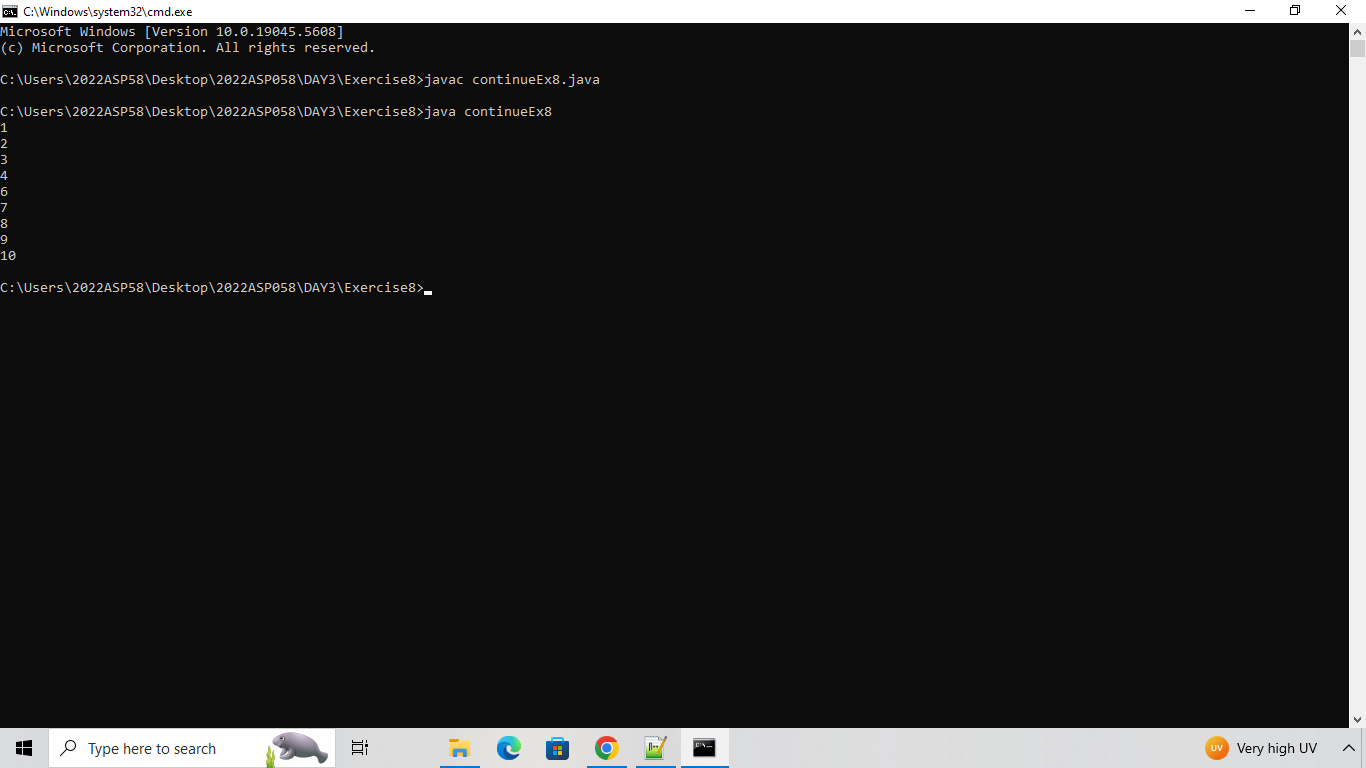 C:\Windows\system32\cmd.exe
Microsoft Windows [Version 10.0.19045.5608]
(c) Microsoft Corporation. All rights reserved.
C:\Users\2022ASP58\Desktop\2022ASP058\DAY3\Exercise8>javac continueEx8.java
C:\Users\2022ASP58\Desktop\2022ASP058\DAY3\Exercise8>java continueEx8
1
2
3
4
6
7
8
9
10
C:\Users\2022ASP58\Desktop\2022ASP058\DAY3\Exercise8>
Type here to search
UV Very high UV